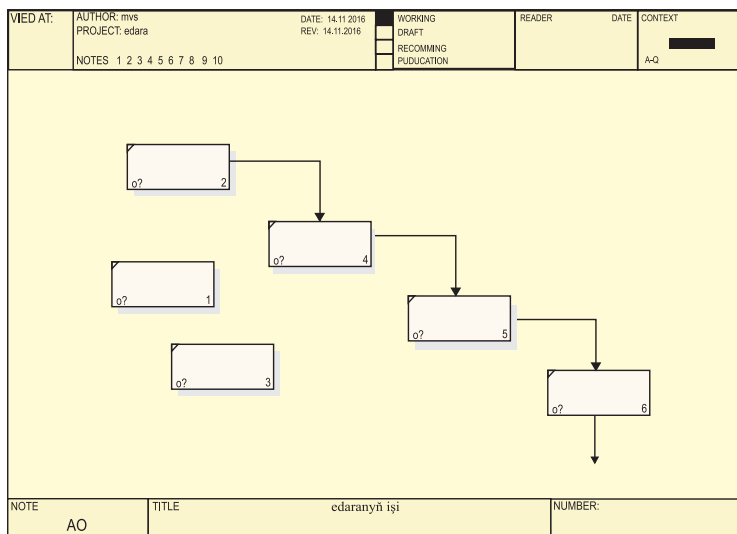 VIED AT:
AUTHOR: mvs
DATE: 14.11 2016
PROJECT: edara
REV: 14.11.2016
NOTES 1 2 3 4 5 6 7 8 9 10
WORKING
DRAFT
RECOMMING
PUDUCATION
READER DATE
CONTEXT
A-Q
o? 2
o? 4
o? 1
o? 5
o? 3
o? 6
NOTE
AO
TITLE
edaranyň işi
NUMBER: